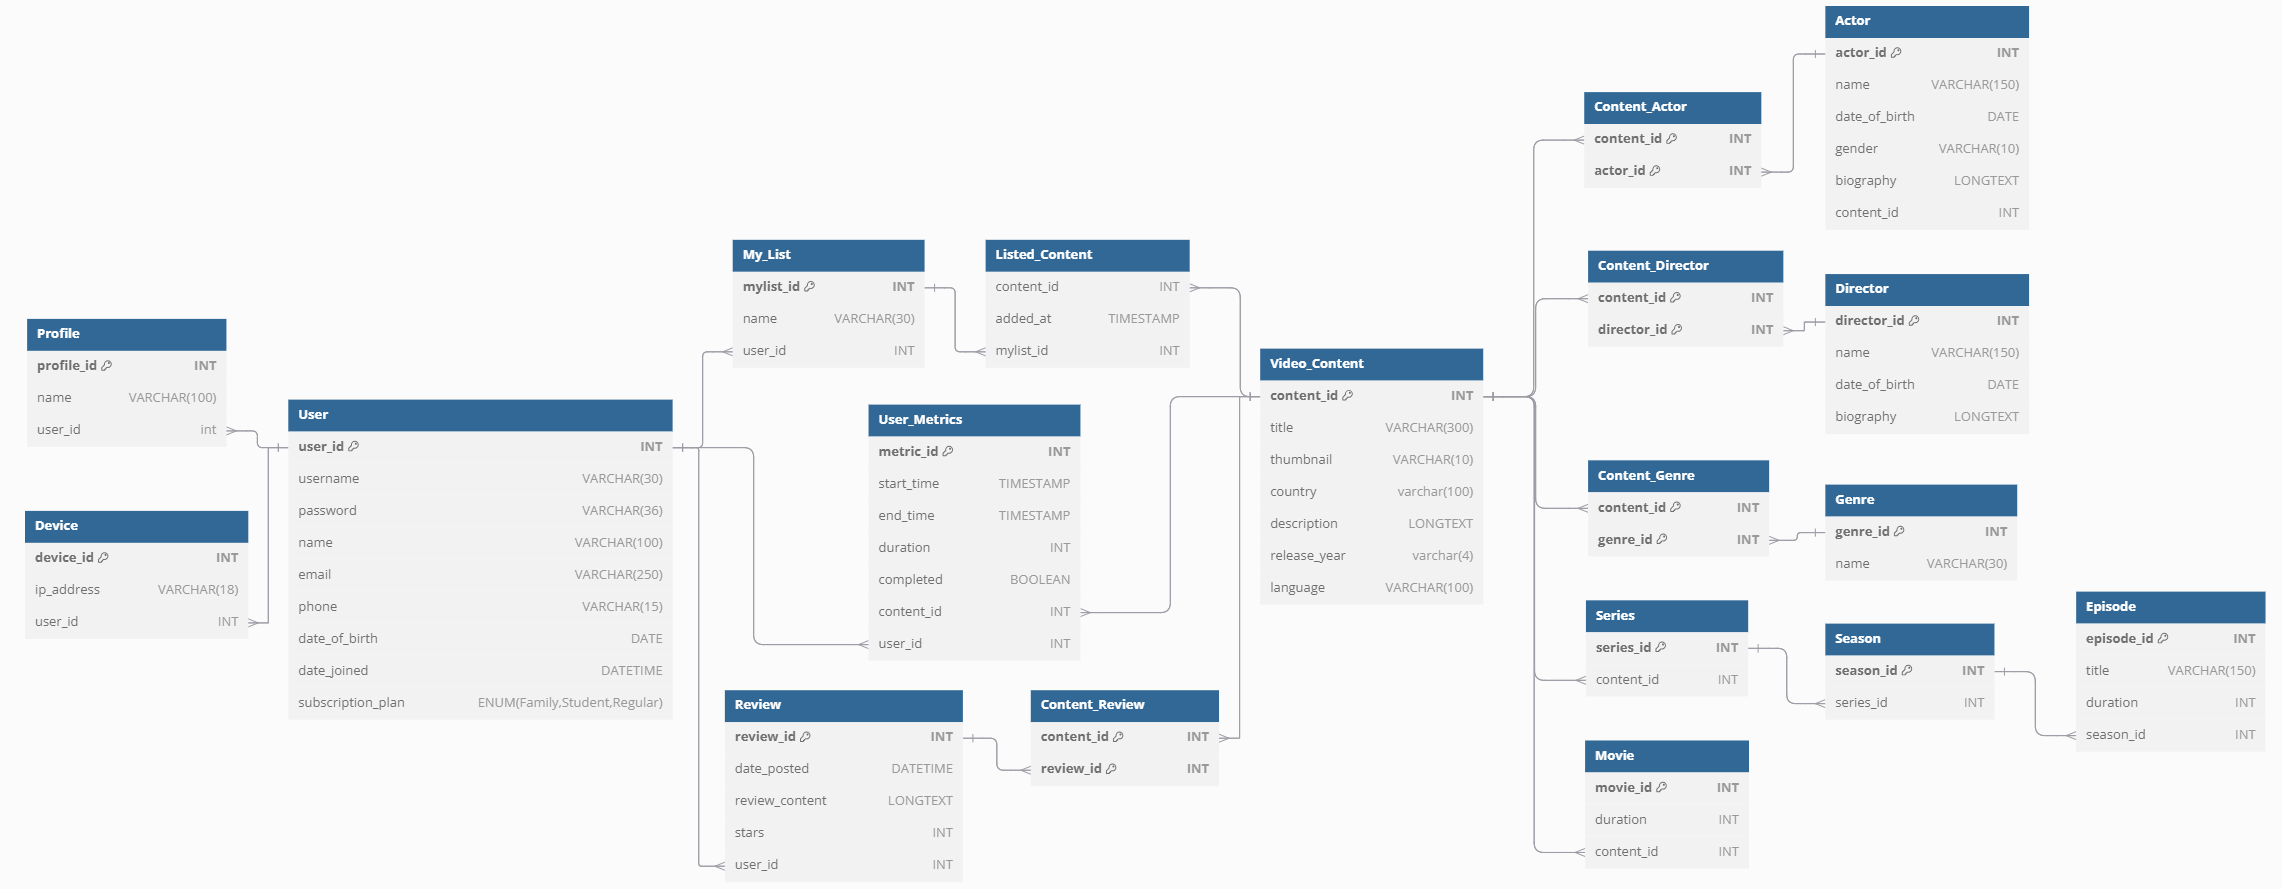 Profile
profile_id INT
name VARCHAR(100)
user_id int
Device
device_id INT
ip_address VARCHAR(18)
user_id INT
User
user_id INT
username VARCHAR(30)
password VARCHAR(36)
name VARCHAR(100)
email VARCHAR(250)
phone VARCHAR(15)
date_of_birth DATE
date_joined DATETIME
subscription_plan ENUM(Family,Student,Regular)
My_List
mylist_id INT
name VARCHAR(30)
user_id INT
Listed_Content
content_id INT
added_at TIMESTAMP
mylist_id INT
User_Metrics
metric_id INT
start_time TIMESTAMP
end_time TIMESTAMP
duration INT
completed BOOLEAN
content_id INT
user_id INT
Review
review_id INT
date_posted DATETIME
review_content LONGTEXT
stars INT
user_id INT
Content_Review
content_id INT
review_id INT
Video_Content
content_id INT
title VARCHAR(300)
thumbnail VARCHAR(10)
country varchar(100)
description LONGTEXT
release_year varchar(4)
language VARCHAR(100)
Content_Actor
content_id INT
actor_id INT
Actor
actor_id INT
name VARCHAR(150)
date_of_birth DATE
gender VARCHAR(10)
biography LONGTEXT
content_id INT
Content_Director
content_id INT
director_id INT
Director
director_id INT
name VARCHAR(150)
date_of_birth DATE
biography LONGTEXT
Content_Genre
content_id INT
genre_id INT
Genre
genre_id INT
name VARCHAR(30)
Series
series_id INT
content_id INT
Season
season_id INT
series_id INT
Episode
episode_id INT
title VARCHAR(150)
duration INT
season_id INT
Movie
movie_id INT
duration INT
content_id INT